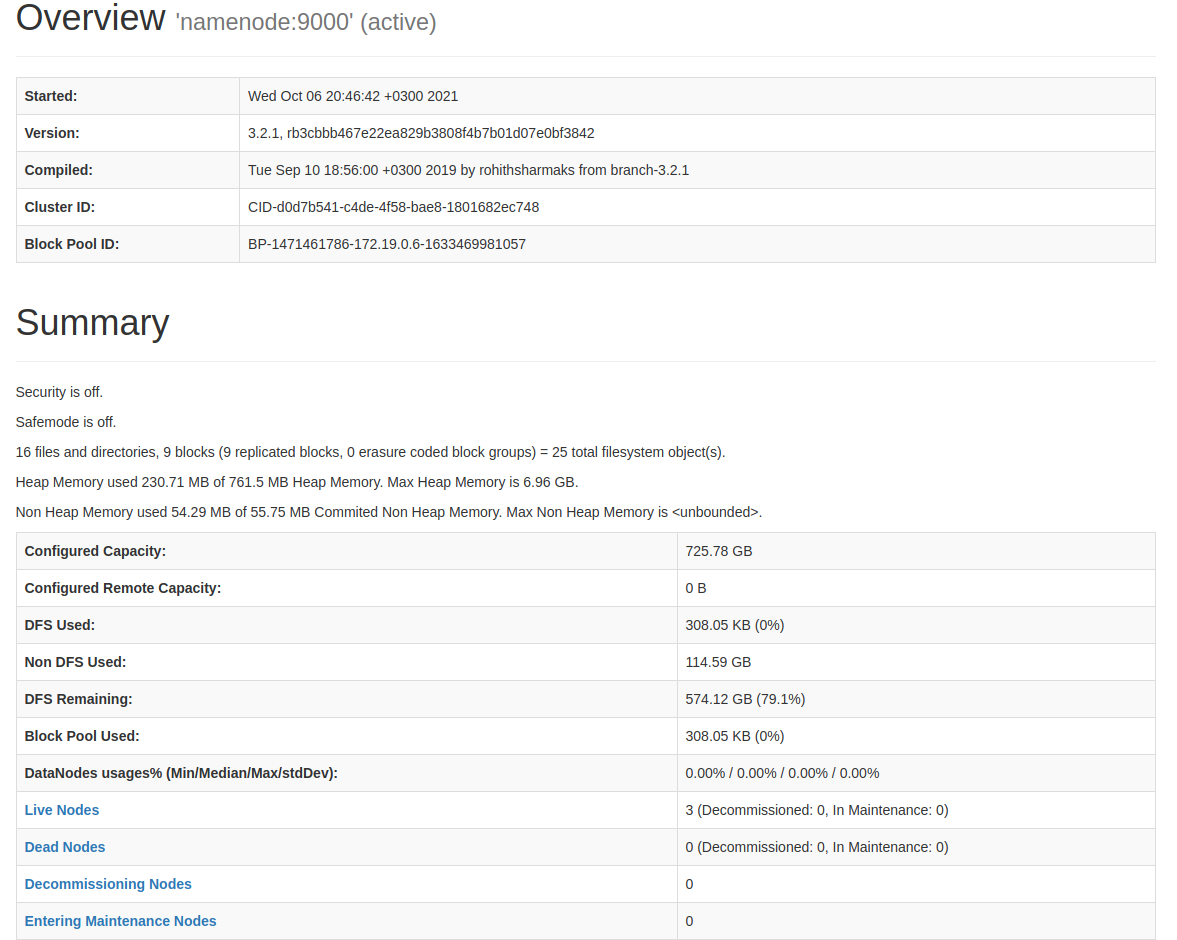 Overview 'namenode:9000' (active)
Started: Wed Oct 06 20:46:42 +0300 2021
Version: 3.2.1, rb3cbbb467e22ea829b3808f4b7b01d07e0bf3842
Compiled: Tue Sep 10 18:56:00 +0300 2019 by rohithsharmaks from branch-3.2.1
Cluster ID: CID-d0d7b541-c4de-4f58-bae8-1801682ec748
Block Pool ID: BP-1471461786-172.19.0.6-1633469981057
Summary
Security is off.
Safemode is off.
16 files and directories, 9 blocks (9 replicated blocks, 0 erasure coded block groups) = 25 total filesystem object(s).
Heap Memory used 230.71 MB of 761.5 MB Heap Memory. Max Heap Memory is 6.96 GB.
Non Heap Memory used 54.29 MB of 55.75 MB Commited Non Heap Memory. Max Non Heap Memory is <unbounded>.
Configured Capacity: 725.78 GB
Configured Remote Capacity: 0 B
DFS Used: 308.05 KB (0%)
Non DFS Used: 114.59 GB
DFS Remaining: 574.12 GB (79.1%)
Block Pool Used: 308.05 KB (0%)
DataNodes usages% (Min/Median/Max/stdDev): 0.00% / 0.00% / 0.00% / 0.00%
Live Nodes 3 (Decommissioned: 0, In Maintenance: 0)
Dead Nodes 0 (Decommissioned: 0, In Maintenance: 0)
Decommissioning Nodes 0
Entering Maintenance Nodes 0